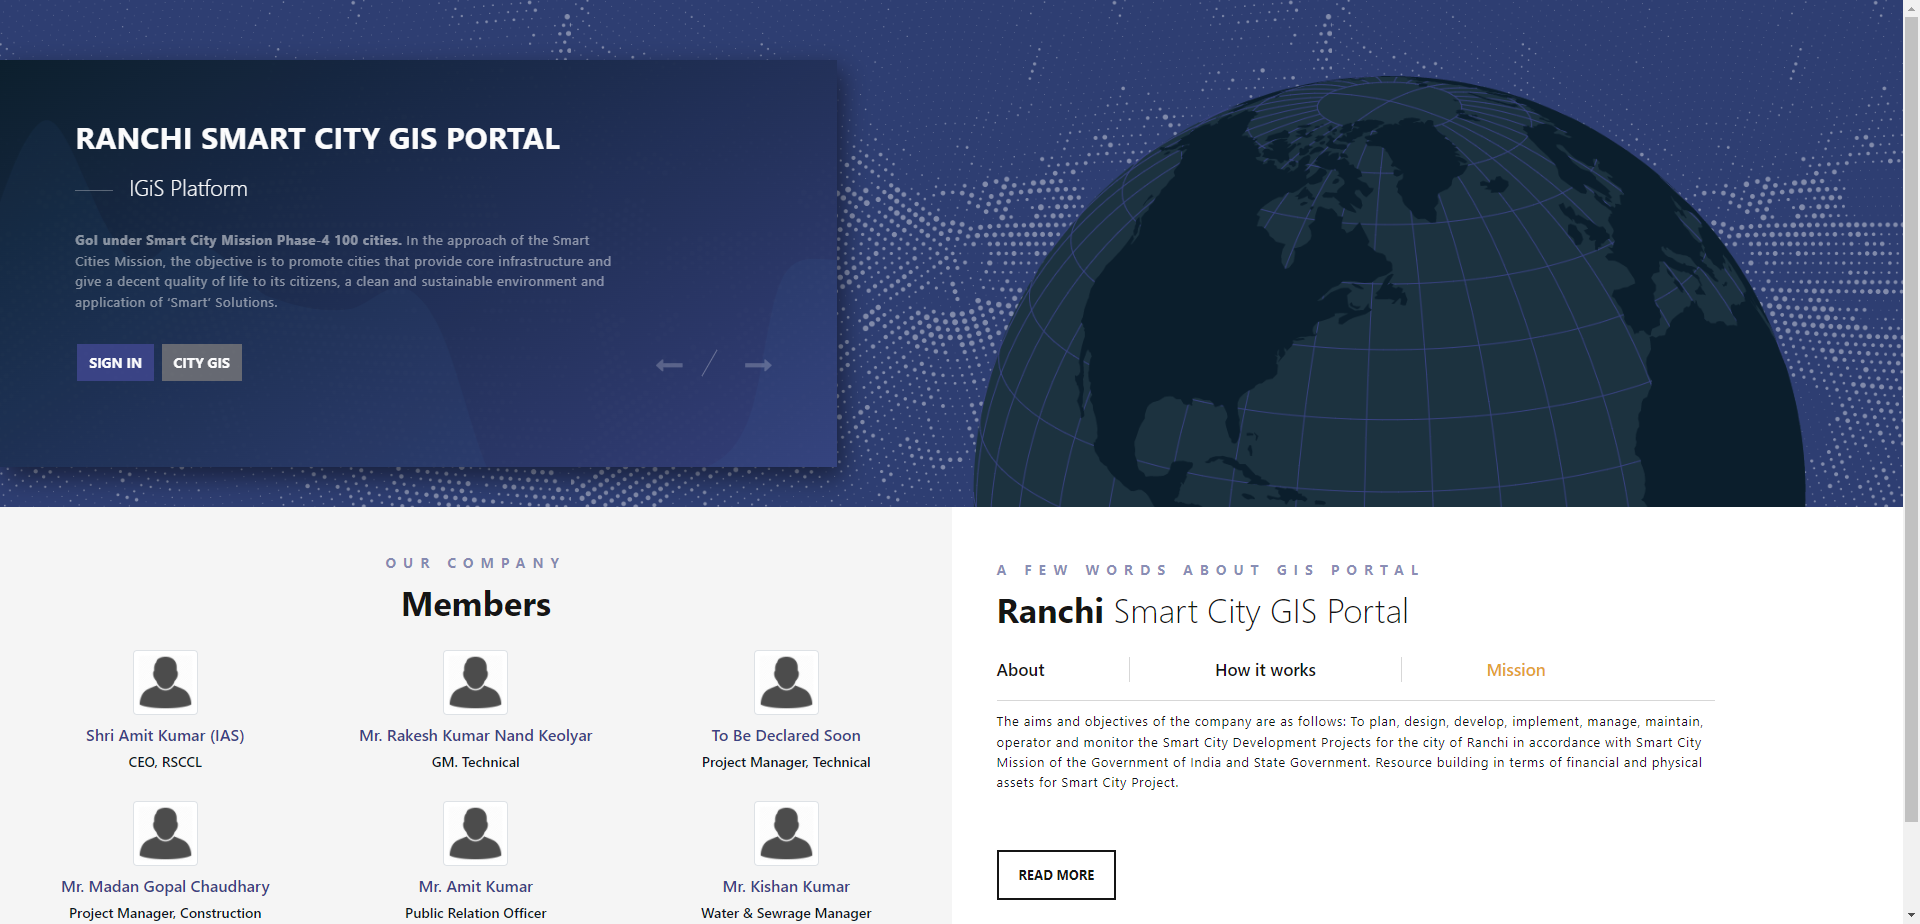 RANCHI SMART CITY GIS PORTAL
IGiS Platform
GoI under Smart City Mission Phase-4 100 cities. In the approach of the Smart
Cities Mission, the objective is to promote cities that provide core infrastructure and
give a decent quality of life to its citizens, a clean and sustainable environment and
application of ‘Smart’ Solutions.
SIGN IN
CITY GIS
OUR COMPANY
Members
Shri Amit Kumar (IAS)
CEO, RSCCL
Mr. Rakesh Kumar Nand Keolyar
GM. Technical
To Be Declared Soon
Project Manager, Technical
Mr. Madan Gopal Chaudhary
Project Manager, Construction
Mr. Amit Kumar
Public Relation Officer
Mr. Kishan Kumar
Water & Sewrage Manager
A FEW WORDS ABOUT GIS PORTAL
Ranchi Smart City GIS Portal
About
How it works
Mission
The aims and objectives of the company are as follows: To plan, design, develop, implement, manage, maintain,
operator and monitor the Smart City Development Projects for the city of Ranchi in accordance with Smart City
Mission of the Government of India and State Government. Resource building in terms of financial and physical
assets for Smart City Project.
READ MORE